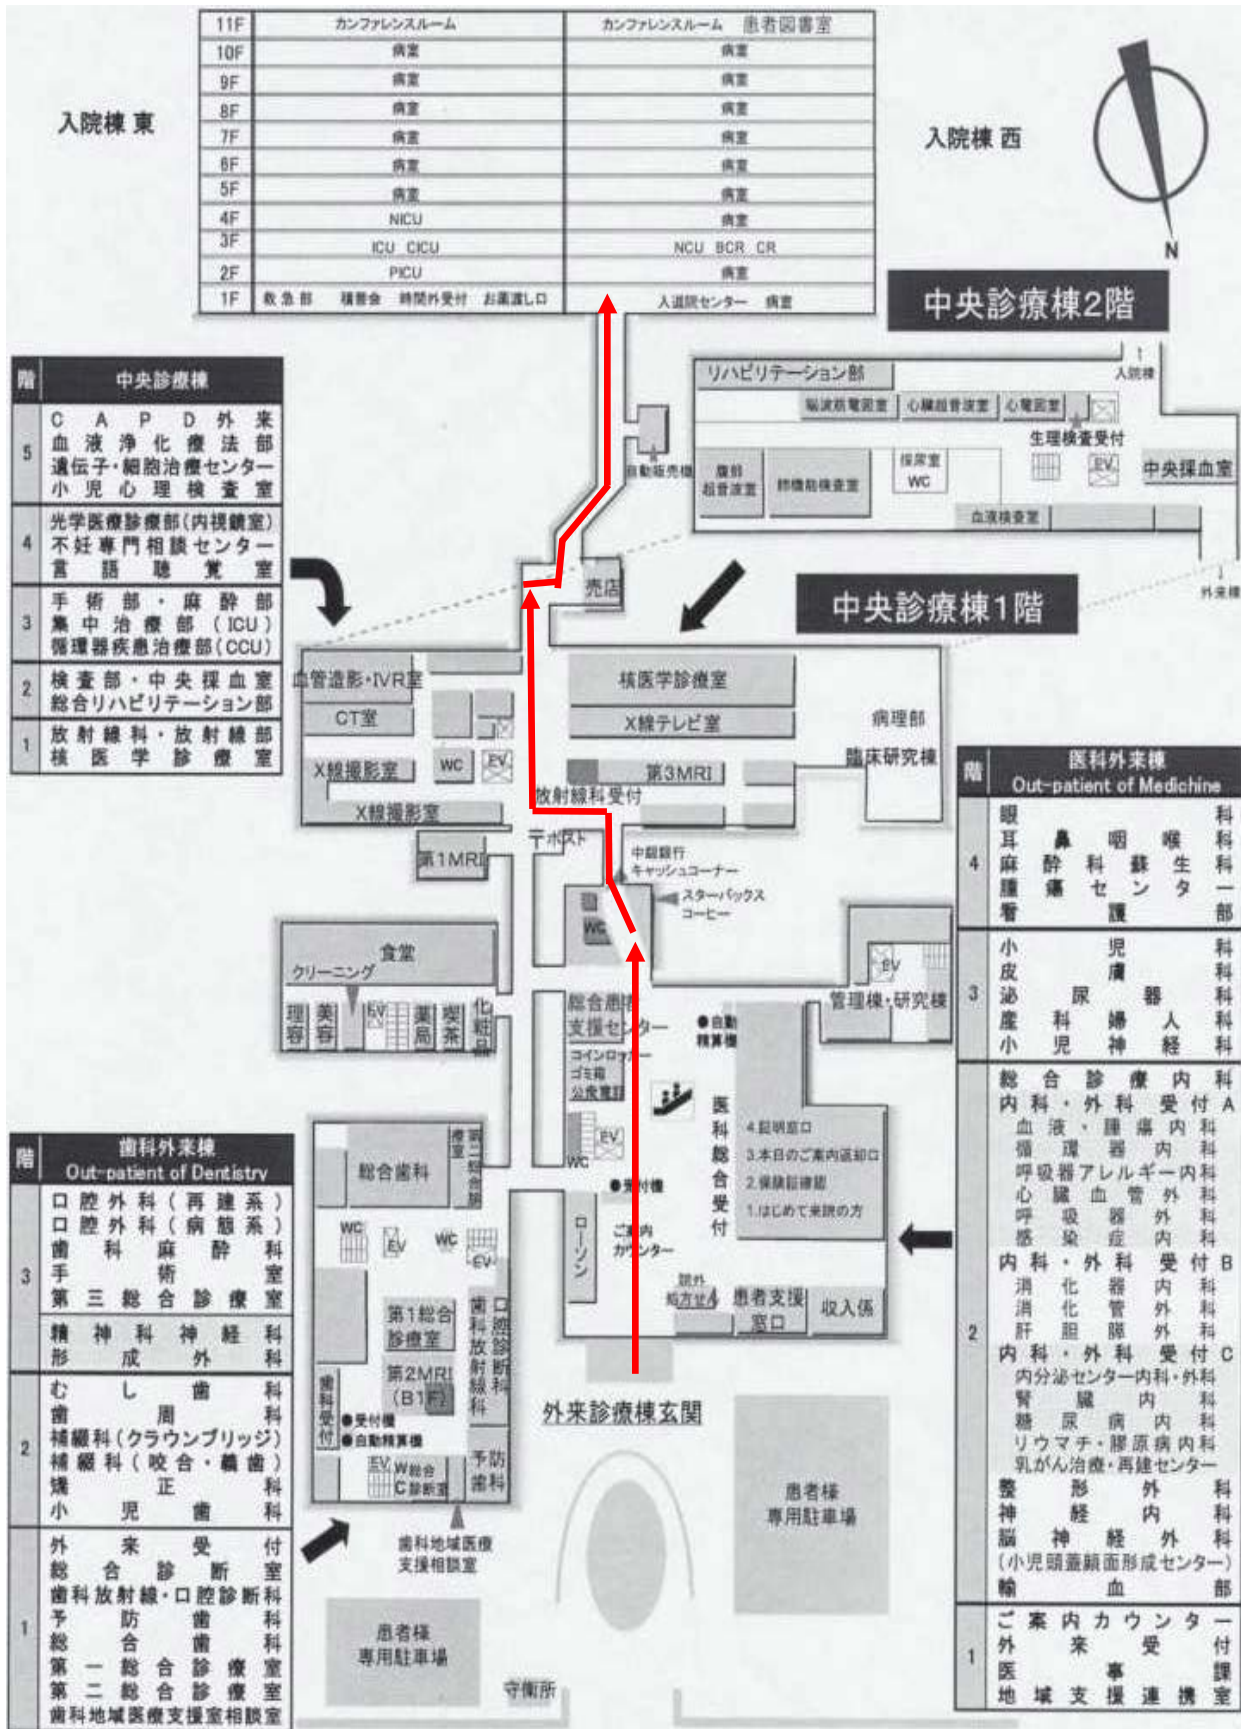 11F カンファレンスルーム カンファレンスルーム 患者図書室
10F 病室 病室
9F 病室 病室
8F 病室 病室
7F 病室 病室
6F 病室 病室
5F 病室 病室
4F NICU 病室
3F ICU CICU NCU BCR CR
2F PICU 病室
1F 救急部 積善会 時間外受付 お薬渡し口 入退院センター 病室
入院棟 東
入院棟 西
N
中央診療棟2階
入院棟
リハビリテーション部
脳波筋電図室 心臓超音波室 心電図室
生理検査受付
腹部
超音波室
肺機能検査室
採尿室
WC
EV
中央採血室
血液検査室
外来棟
階 中央診療棟
5
CAPD外来
血液浄化療法部
遺伝子・細胞治療センター
小児心理検査室
4
光学医療診療部(内視鏡室)
不妊専門相談センター
言語聴覚室
3
手術部・麻酔部
集中治療部(ICU)
循環器疾患治療部(CCU)
2
検査部・中央採血室
総合リハビリテーション部
1
放射線科・放射線部
核医学診療室
自動販売機
売店
中央診療棟1階
血管造影・IVR室
CT室
X線撮影室
WC
EV
X線撮影室
核医学診療室
X線テレビ室
第3MRI
放射線科受付
病理部
臨床研究棟
第1MRI
〒ポスト
中銀銀行
キャッシュコーナー
スターバックス
コーヒー
WC
食堂
クリーニング
理容
美容
EV
薬局
喫茶
化粧品
総合患者
支援センター
コインロッカー
ゴミ箱
公衆電話
●自動
精算機
EV
管理棟・研究棟
EV
WC
医科総合受付
4.証明窓口
3.本日のご案内返却口
2.保険証確認
1.はじめて来院の方
●受付機
ローソン
ご案内
カウンター
院外
処方せん
患者支援
窓口
収入係
外来診療棟玄関
総合歯科
第二総合診療室
WC
EV
WC
EV
第1総合
診療室
第2MRI
(B1F)
歯科放射線科
口腔診断科
歯科受付
●受付機
●自動精算機
EV
WC
総合
診断室
予防
歯科
歯科地域医療
支援相談室
患者様
専用駐車場
患者様
専用駐車場
守衛所
階 医科外来棟
Out-patient of Medichine
4
眼科
耳鼻咽喉科
麻酔科蘇生科
腫瘍センター
看護部
3
小児科
皮膚科
泌尿器科
産科婦人科
小児神経科
2
総合診療内科
内科・外科 受付A
血液・腫瘍内科
循環器内科
呼吸器アレルギー内科
心臓血管外科
呼吸器外科
感染症内科
内科・外科 受付B
消化器内科
消化管外科
肝胆膵外科
内科・外科 受付C
内分泌センター内科・外科
腎臓内科
糖尿病内科
リウマチ・膠原病内科
乳がん治療・再建センター
整形外科
神経内科
脳神経外科
(小児頭蓋顔面形成センター)
輸血部
1
ご案内カウンター
外来受付
医事課
地域支援連携室
階 歯科外来棟
Out-patient of Dentistry
3
口腔外科(再建系)
口腔外科(病態系)
歯科麻酔科
手術室
第三総合診療室
精神科神経科
形成外科
2
むし歯科
歯周科
補綴科(クラウンブリッジ)
補綴科(咬合・義歯)
矯正科
小児歯科
1
外来受付
総合診断室
歯科放射線・口腔診断科
予防歯科
総合歯科
第一総合診療室
第二総合診療室
歯科地域医療支援室相談室